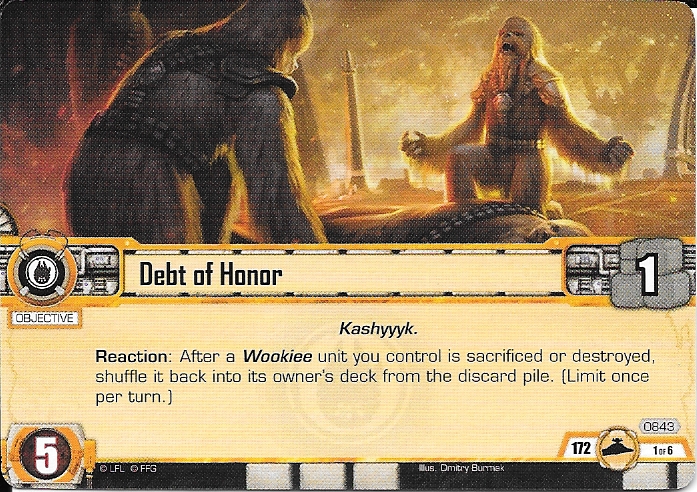 Debt of Honor
1
OBJECTIVE
Kashyyyk.
Reaction: After a Wookiee unit you control is sacrificed or destroyed,
shuffle it back into its owner's deck from the discard pile. (Limit once
per turn.)
0843
5
172
1 OF 6
© LFL © FFG
Illus. Dmitry Burmak